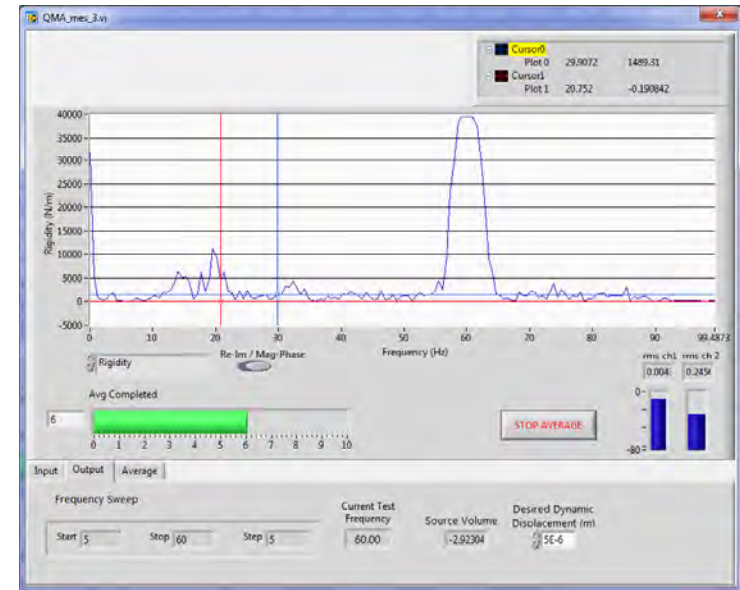 QMA_mes_3.vi
Cursor0
Plot 0 29.9072 1489.31
Cursor1
Plot 1 20.752 -0.190842
40000
35000
30000
25000
20000
15000
10000
5000
0
-5000
Rigidity (N/m)
0 10 20 30 40 50 60 70 80 90 99.4873
Frequency (Hz)
Rigidity
Re-Im / Mag-Phase
rms ch1 rms ch 2
0.004 0.245
Avg Completed
6
0 1 2 3 4 5 6 7 8 9 10
STOP AVERAGE
0
-80
Input Output Average
Frequency Sweep
Start 5 Stop 60 Step 5
Current Test
Frequency
60.00
Source Volume
-2.92304
Desired Dynamic
Displacement (m)
5E-6